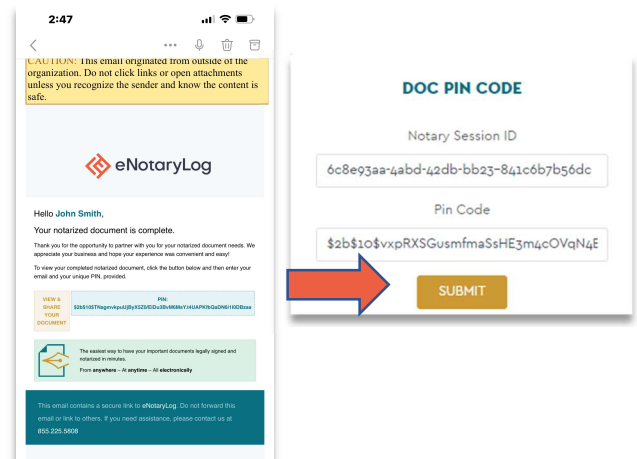 2:47
CAUTION: This email originated from outside of the
organization. Do not click links or open attachments
unless you recognize the sender and know the content is
safe.
eNotaryLog
Hello John Smith,
Your notarized document is complete.
Thank you for the opportunity to partner with you for your notarized document needs. We
appreciate your business and hope your experience was convenient and easy!
To view your completed notarized document, click the button below and then enter your
email and your unique PIN, provided.
VIEW &
SHARE
YOUR
DOCUMENT
PIN:
The easiest way to have your important documents legally signed and
notarized in minutes.
From anywhere – At anytime – All electronically
This email contains a secure link to eNotaryLog. Do not forward this
email or link to others. If you need assistance, please contact us at
855.225.5808
DOC PIN CODE
Notary Session ID
6c8e93aa-4abd-42db-bb23-841c6b7b56dc
Pin Code
$2b$10$vxpRXSGusmfmaSsHE3m4cOVqN4E
SUBMIT